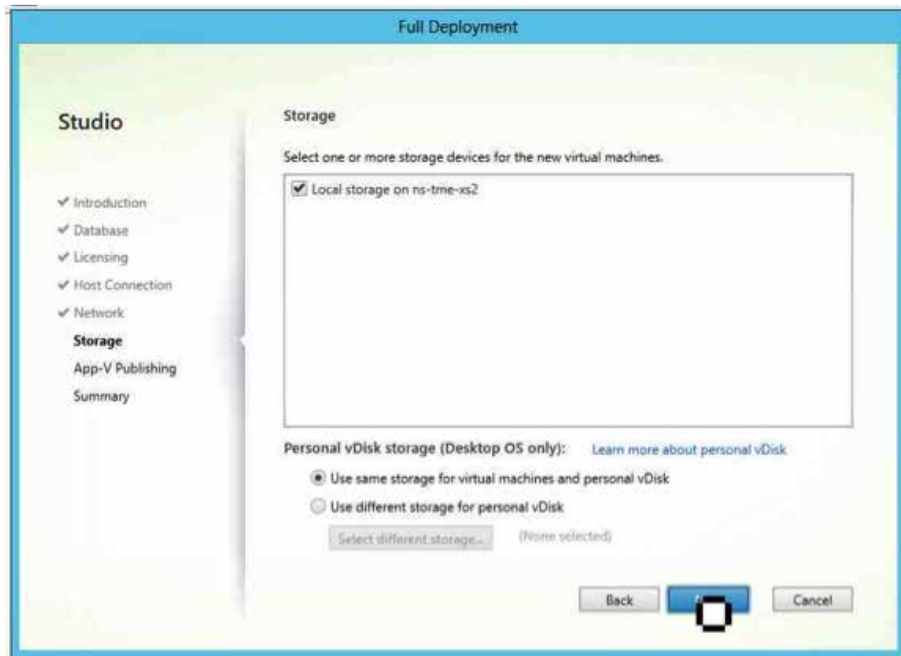 Full Deployment
Studio
✔ Introduction
✔ Database
✔ Licensing
✔ Host Connection
✔ Network
Storage
App-V Publishing
Summary
Storage
Select one or more storage devices for the new virtual machines.
Local storage on ns-tme-xs2
Personal vDisk storage (Desktop OS only): Learn more about personal vDisk
Use same storage for virtual machines and personal vDisk
Use different storage for personal vDisk
Select different storage... (None selected)
Back Cancel